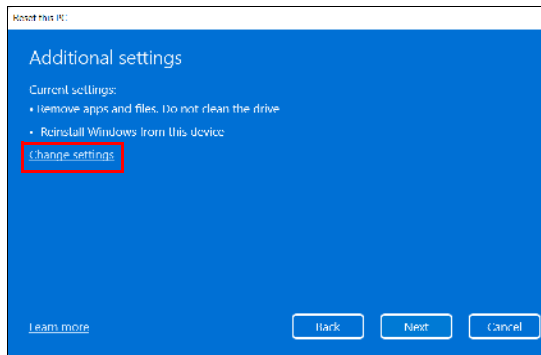 Reset this PC
Additional settings
Current settings:
• Remove apps and files. Do not clean the drive
• Reinstall Windows from this device
Change settings
Learn more
Back
Next
Cancel